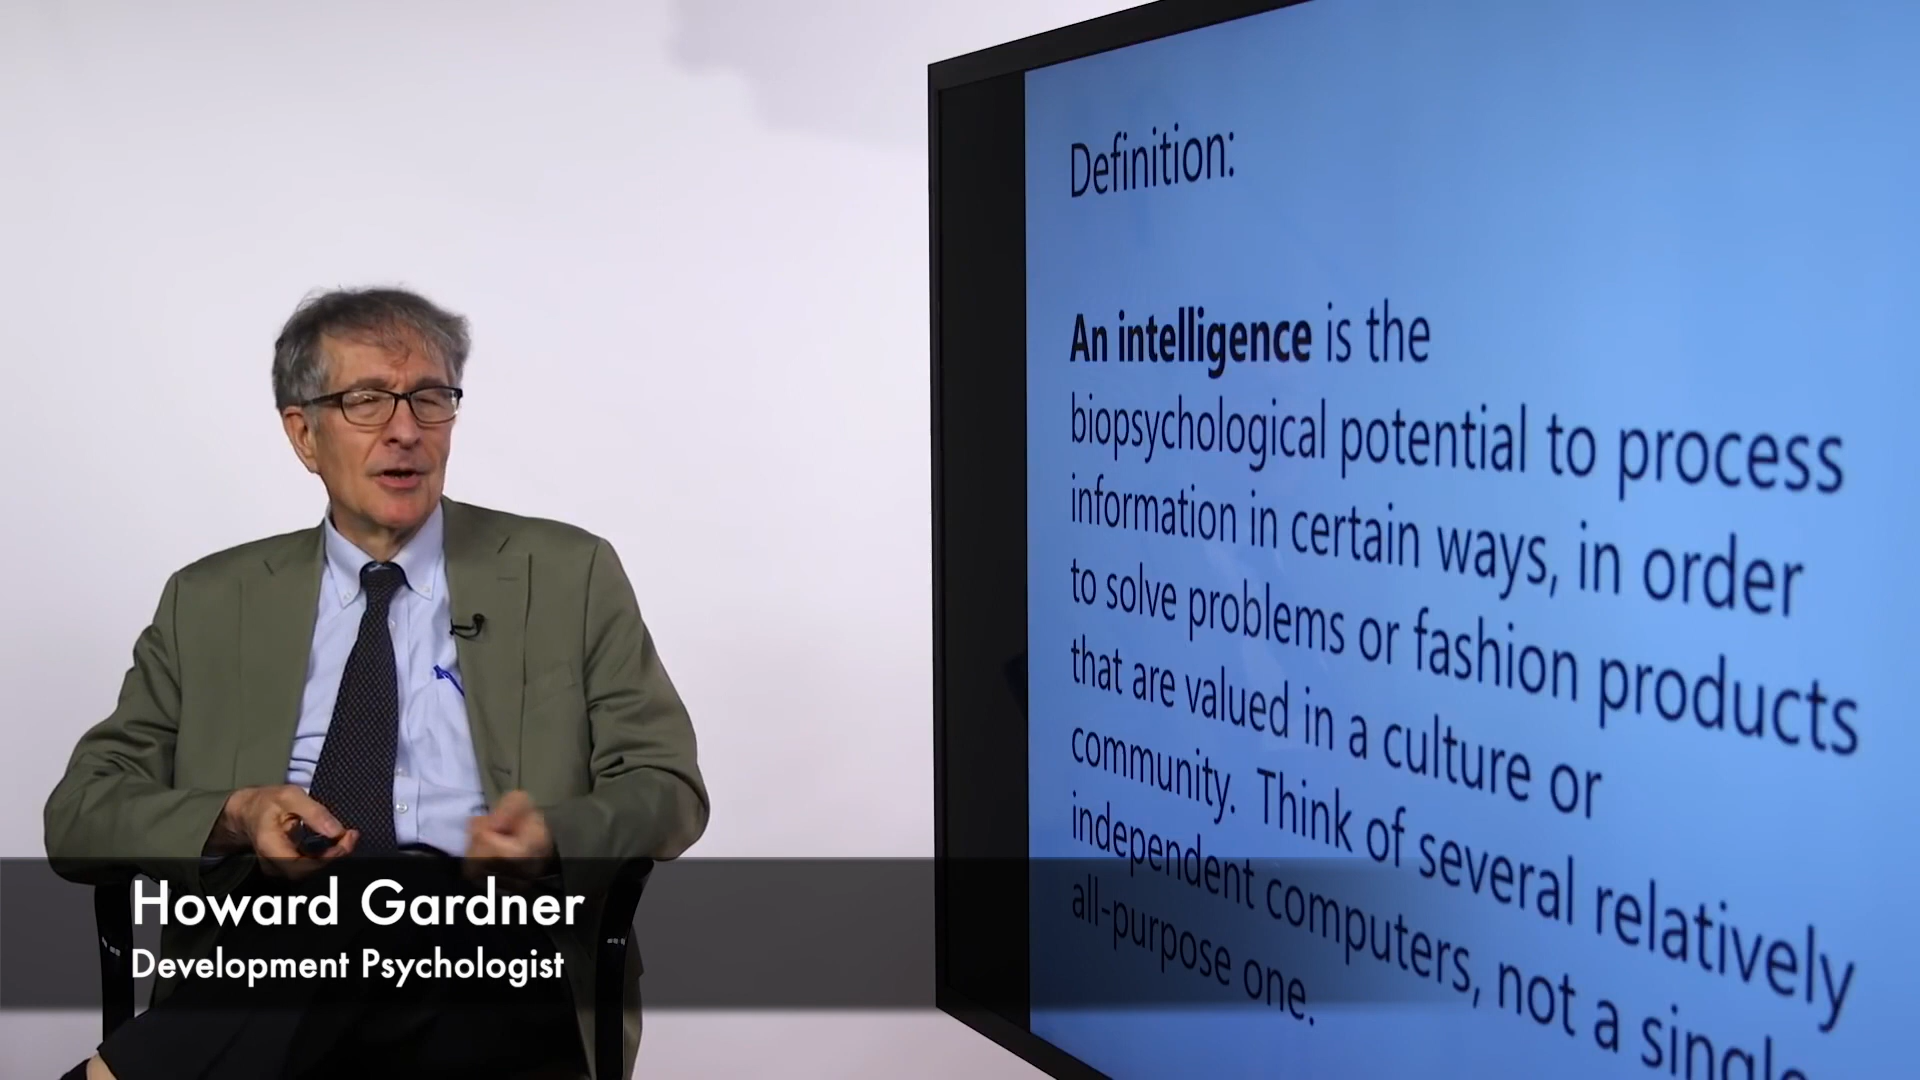 Definition:
An intelligence is the
biopsychological potential to process
information in certain ways, in order
to solve problems or fashion products
that are valued in a culture or
community. Think of several relatively
independent computers, not a single
all-purpose one.
Howard Gardner
Development Psychologist